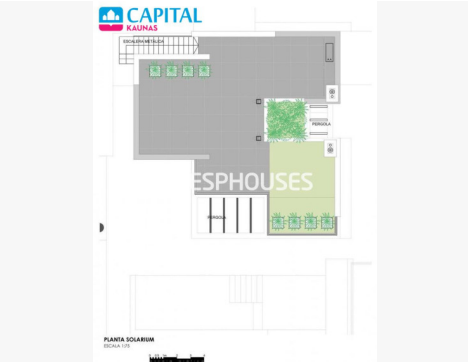 CAPITAL
KAUNAS
ESCALERA METÁLICA
PERGOLA
ESPHOUSES
PERGOLA
PLANTA SOLARIUM
ESCALA 1/75